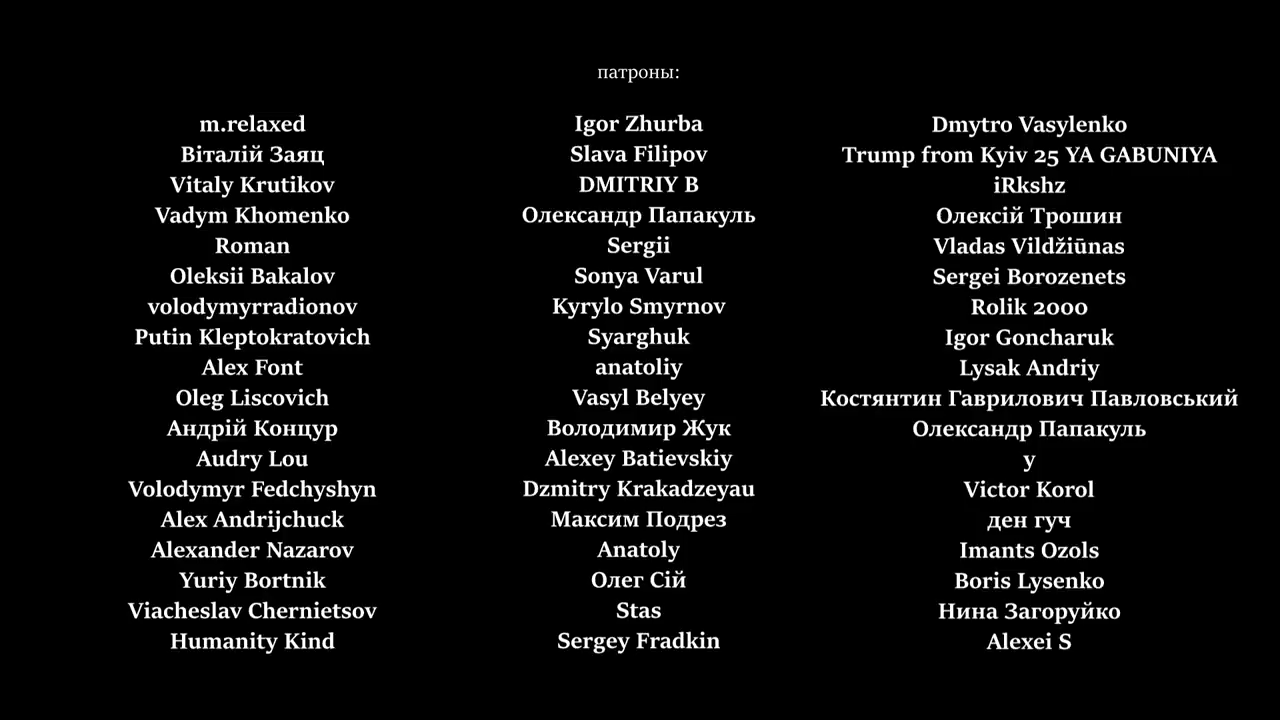 патроны:
m.relaxed
Віталій Заяц
Vitaly Krutikov
Vadym Khomenko
Roman
Oleksii Bakalov
volodymyrradionov
Putin Kleptokratovich
Alex Font
Oleg Liscovich
Андрій Концур
Audry Lou
Volodymyr Fedchyshyn
Alex Andrijchuck
Alexander Nazarov
Yuriy Bortnik
Viacheslav Chernietsov
Humanity Kind
Igor Zhurba
Slava Filipov
DMITRIY B
Олександр Папакуль
Sergii
Sonya Varul
Kyrylo Smyrnov
Syarghuk
anatoliy
Vasyl Belyey
Володимир Жук
Alexey Batievskiy
Dzmitry Krakadzeyau
Максим Подрез
Anatoly
Олег Сій
Stas
Sergey Fradkin
Dmytro Vasylenko
Trump from Kyiv 25 YA GABUNIYA
iRkshz
Олексій Трошин
Vladas Vildžiūnas
Sergei Borozenets
Rolik 2000
Igor Goncharuk
Lysak Andriy
Костянтин Гаврилович Павловський
Олександр Папакуль
y
Victor Korol
ден гуч
Imants Ozols
Boris Lysenko
Нина Загоруйко
Alexei S